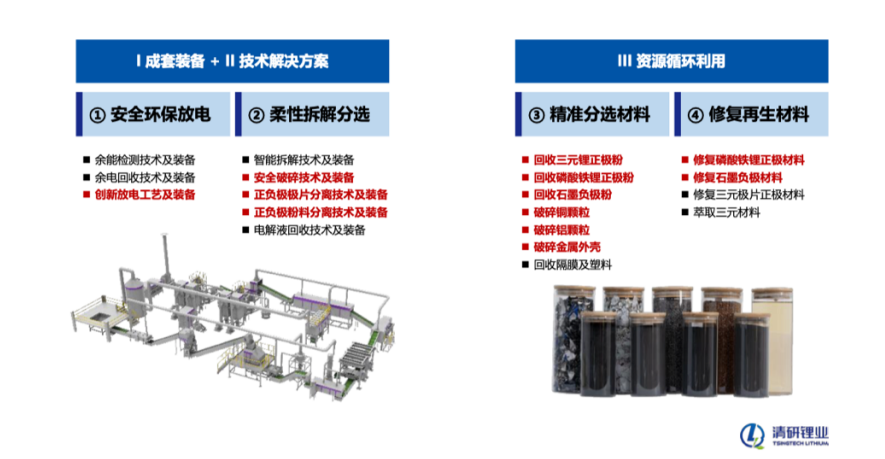 I 成套装备 + II 技术解决方案
① 安全环保放电
余能检测技术及装备
余电回收技术及装备
创新放电工艺及装备
② 柔性拆解分选
智能拆解技术及装备
安全破碎技术及装备
正负极极片分离技术及装备
正负极粉料分离技术及装备
电解液回收技术及装备
III 资源循环利用
③ 精准分选材料
回收三元锂正极粉
回收磷酸铁锂正极粉
回收石墨负极粉
破碎铜颗粒
破碎铝颗粒
破碎金属外壳
回收隔膜及塑料
④ 修复再生材料
修复磷酸铁锂正极材料
修复石墨负极材料
修复三元极片正极材料
萃取三元材料
清研锂业
TSINGTECH LITHIUM